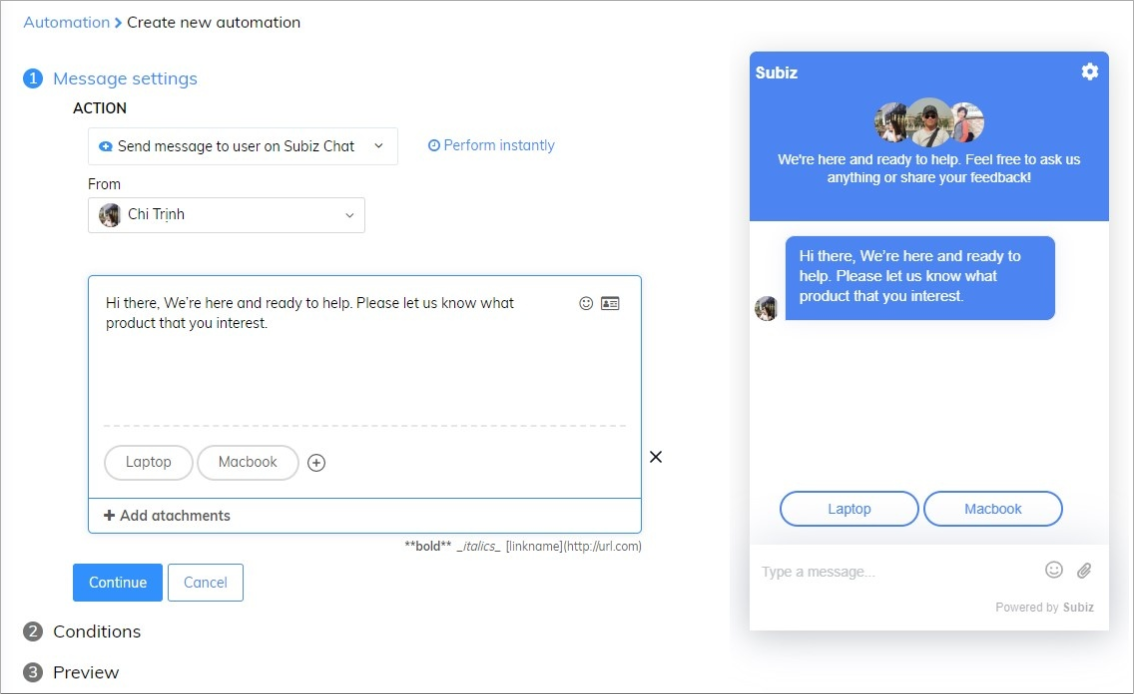 Automation > Create new automation
1 Message settings
ACTION
Send message to user on Subiz Chat
Perform instantly
From
Chi Trịnh
Hi there, We're here and ready to help. Please let us know what
product that you interest.
Laptop
Macbook
+ Add atachments
**bold** _italics_ [linkname](http://url.com)
Continue
Cancel
2 Conditions
3 Preview
Subiz
We're here and ready to help. Feel free to ask us
anything or share your feedback!
Hi there, We're here and ready to
help. Please let us know what
product that you interest.
Laptop
Macbook
Type a message...
Powered by Subiz